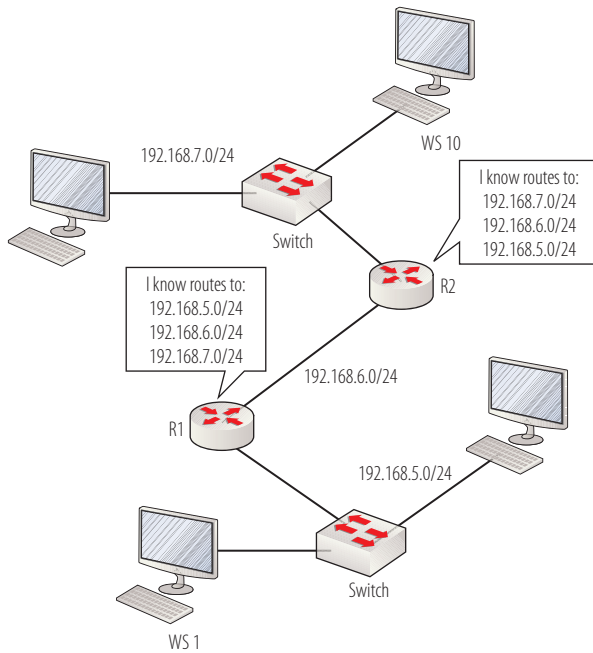 WS 10
192.168.7.0/24
I know routes to:
192.168.7.0/24
192.168.6.0/24
192.168.5.0/24
Switch
R2
I know routes to:
192.168.5.0/24
192.168.6.0/24
192.168.7.0/24
192.168.6.0/24
R1
192.168.5.0/24
Switch
WS 1